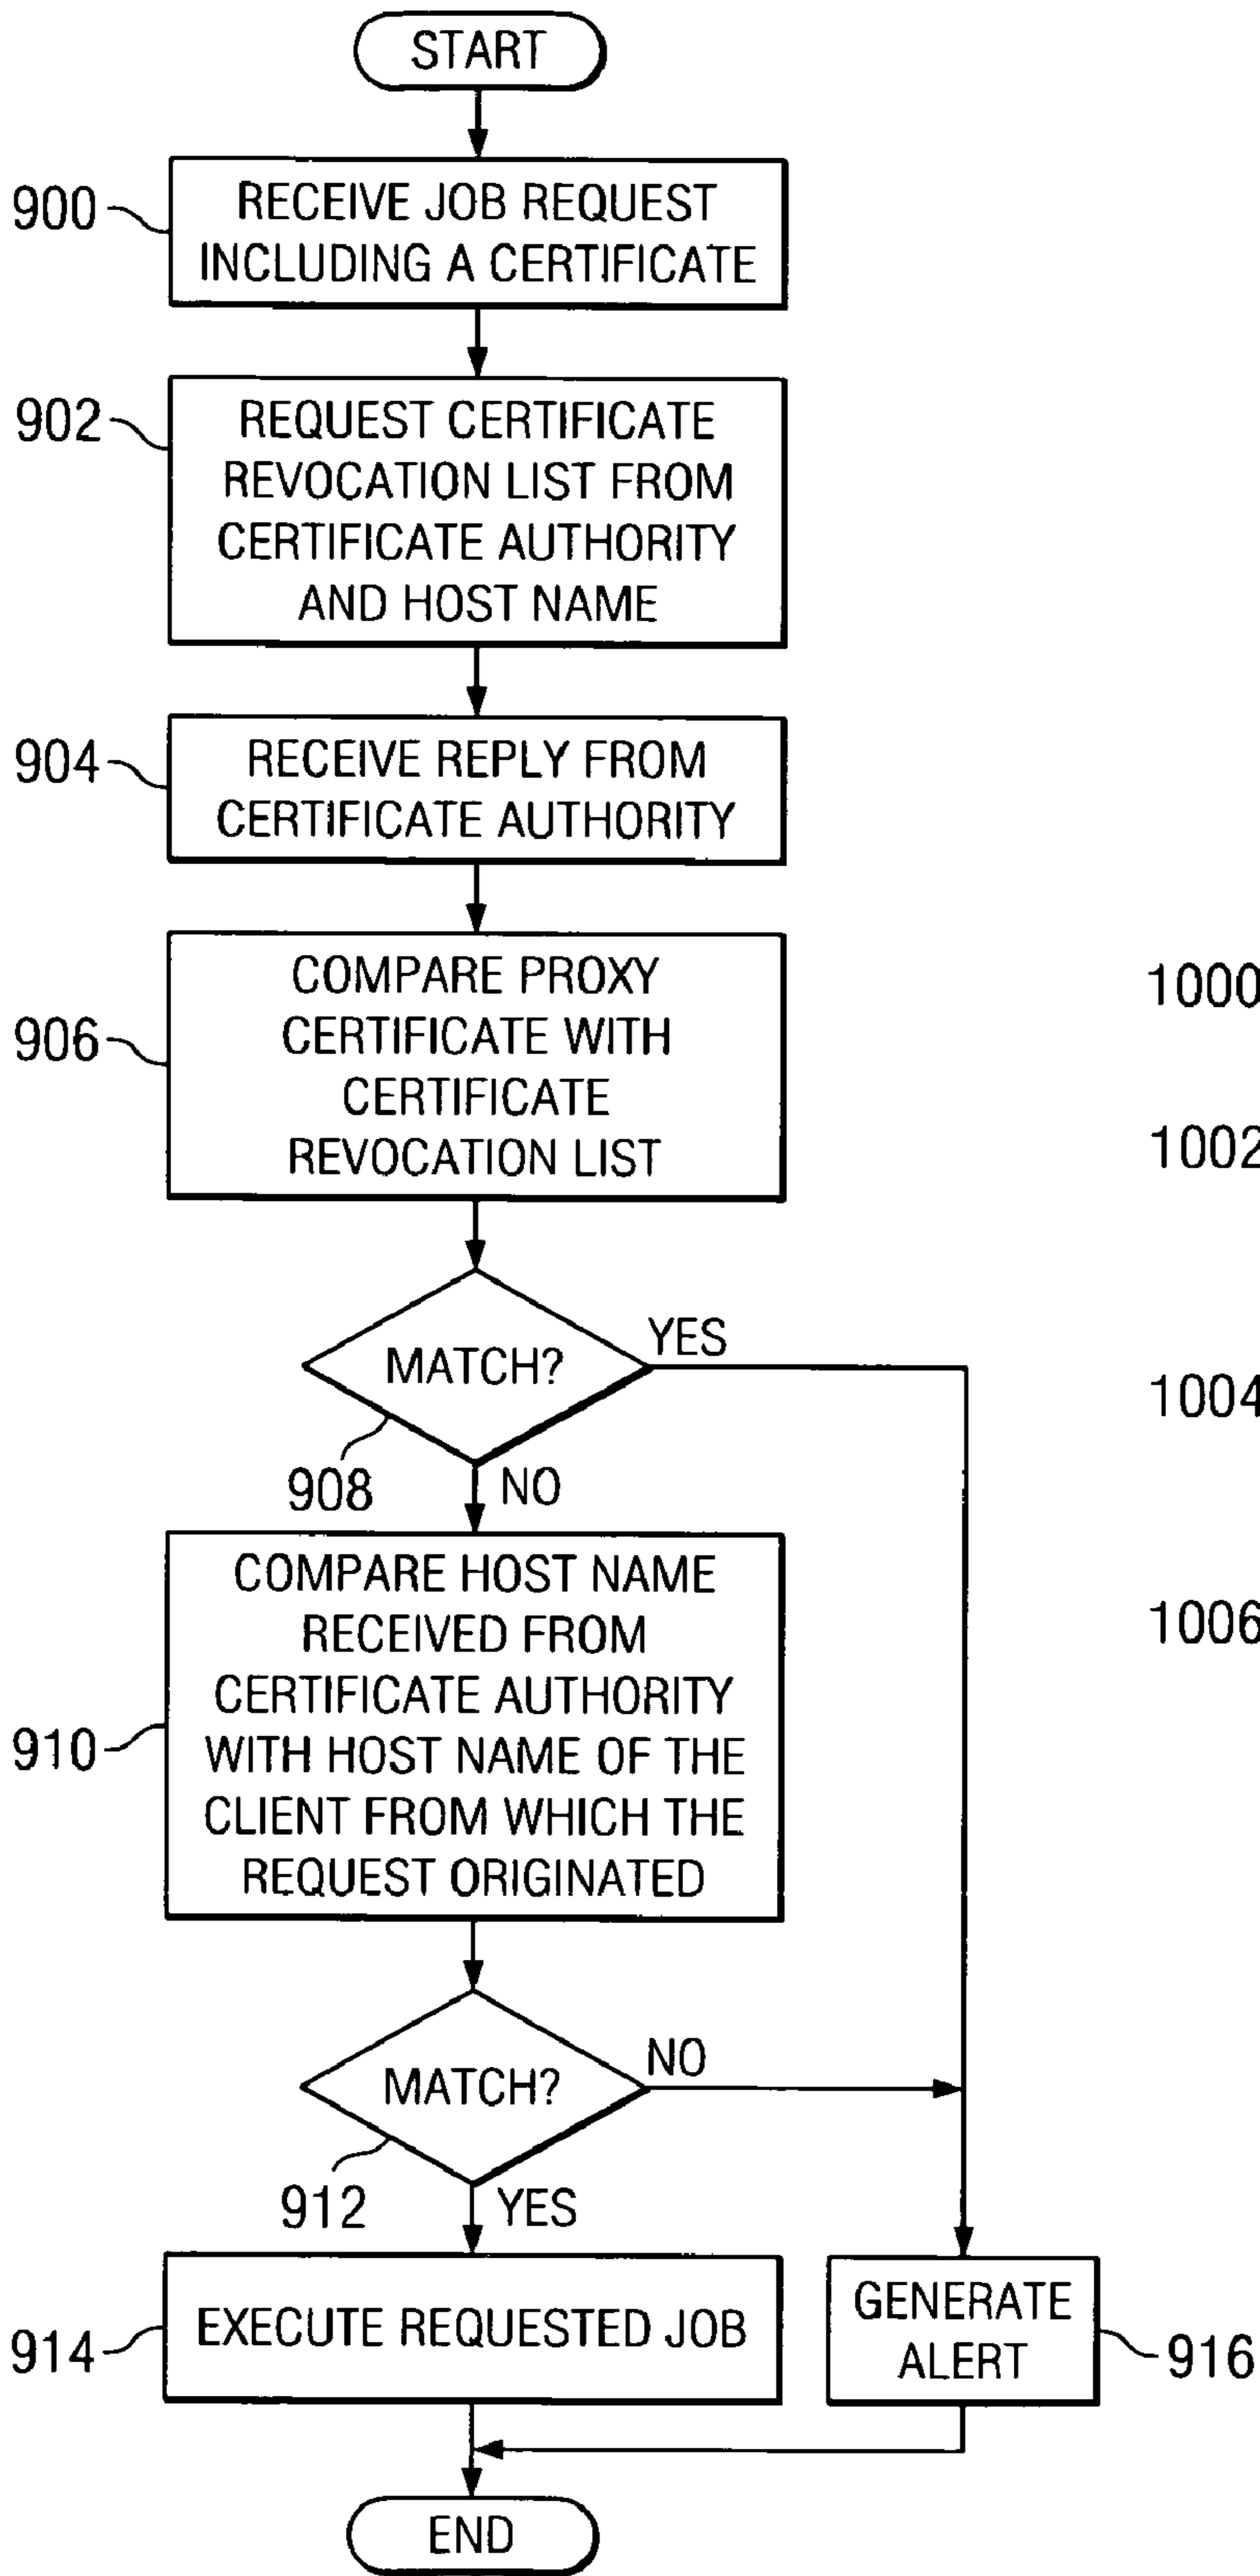 START
900
RECEIVE JOB REQUEST
INCLUDING A CERTIFICATE
902
REQUEST CERTIFICATE
REVOCATION LIST FROM
CERTIFICATE AUTHORITY
AND HOST NAME
904
RECEIVE REPLY FROM
CERTIFICATE AUTHORITY
906
COMPARE PROXY
CERTIFICATE WITH
CERTIFICATE
REVOCATION LIST
1000
1002
MATCH?
YES
908
NO
1004
910
COMPARE HOST NAME
RECEIVED FROM
CERTIFICATE AUTHORITY
WITH HOST NAME OF THE
CLIENT FROM WHICH THE
REQUEST ORIGINATED
1006
MATCH?
NO
912
YES
914
EXECUTE REQUESTED JOB
GENERATE
ALERT
916
END